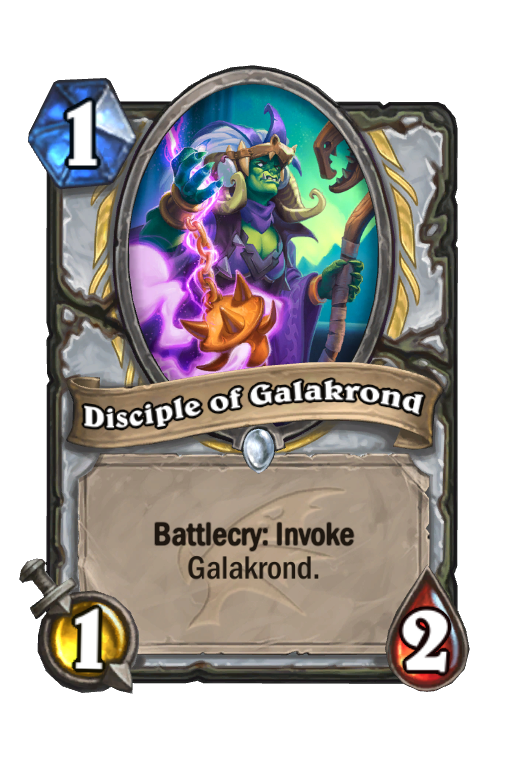 1
Disciple of Galakrond
Battlecry: Invoke
Galakrond.
1
2